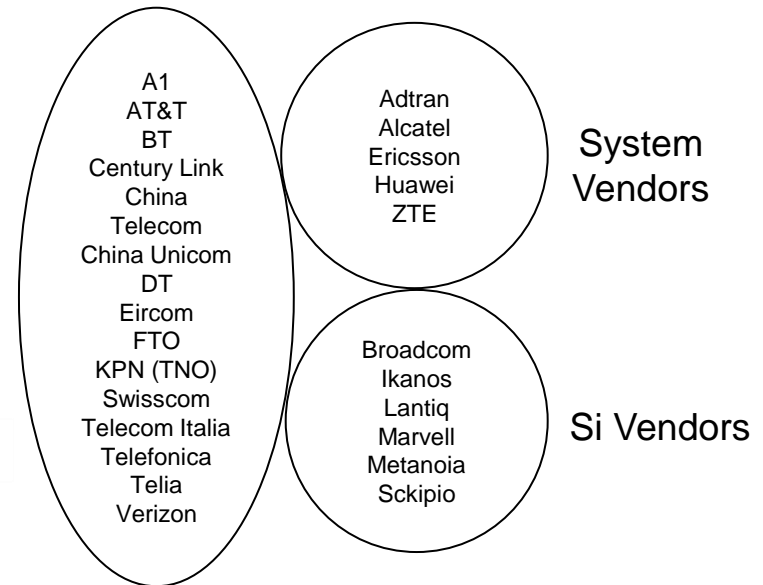 A1
AT&T
BT
Century Link
China
Telecom
China Unicom
DT
Eircom
FTO
KPN (TNO)
Swisscom
Telecom Italia
Telefonica
Telia
Verizon
Adtran
Alcatel
Ericsson
Huawei
ZTE
System
Vendors
Broadcom
Ikanos
Lantiq
Marvell
Metanoia
Sckipio
Si Vendors